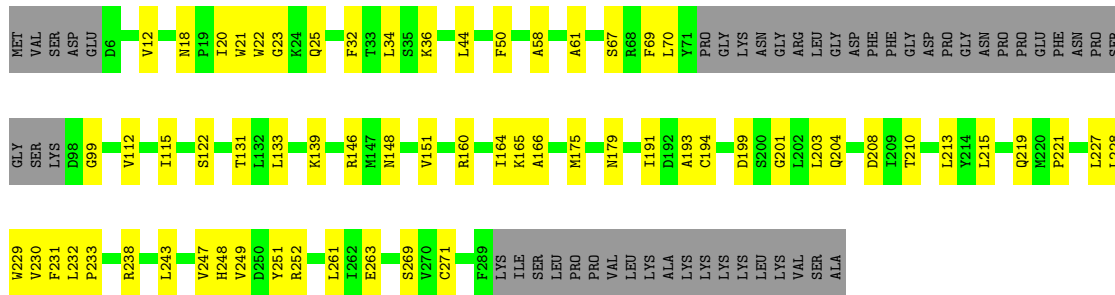 MET VAL SER ASP GLU D6 V12 N18 P19 I20 W21 W22 G23 K24 Q25 F32 T33 L34 S35 K36 L44 F50 A58 A61 S67 R68 F69 L70 Y71 PRO GLY LYS ASN GLY ARG LEU GLY ASP PHE PHE GLY ASP PRO GLY ASN PRO PRO GLU PHE ASN PRO SER
GLY SER LYS D98 G99 V112 I115 S122 T131 L132 L133 K139 R146 M147 N148 V151 R160 I164 K165 A166 M175 N179 I191 D192 A193 C194 D199 S200 G201 L202 L203 Q204 D208 I209 T210 L213 Y214 L215 Q219 M220 P221 L227
W229 V230 F231 L232 P233 R238 L243 V247 H248 V249 D250 Y251 R252 L261 I262 E263 S269 V270 C271 F289 LYS ILE SER LEU PRO PRO VAL LEU LYS ALA LYS LYS LYS LYS LEU LYS VAL SER ALA